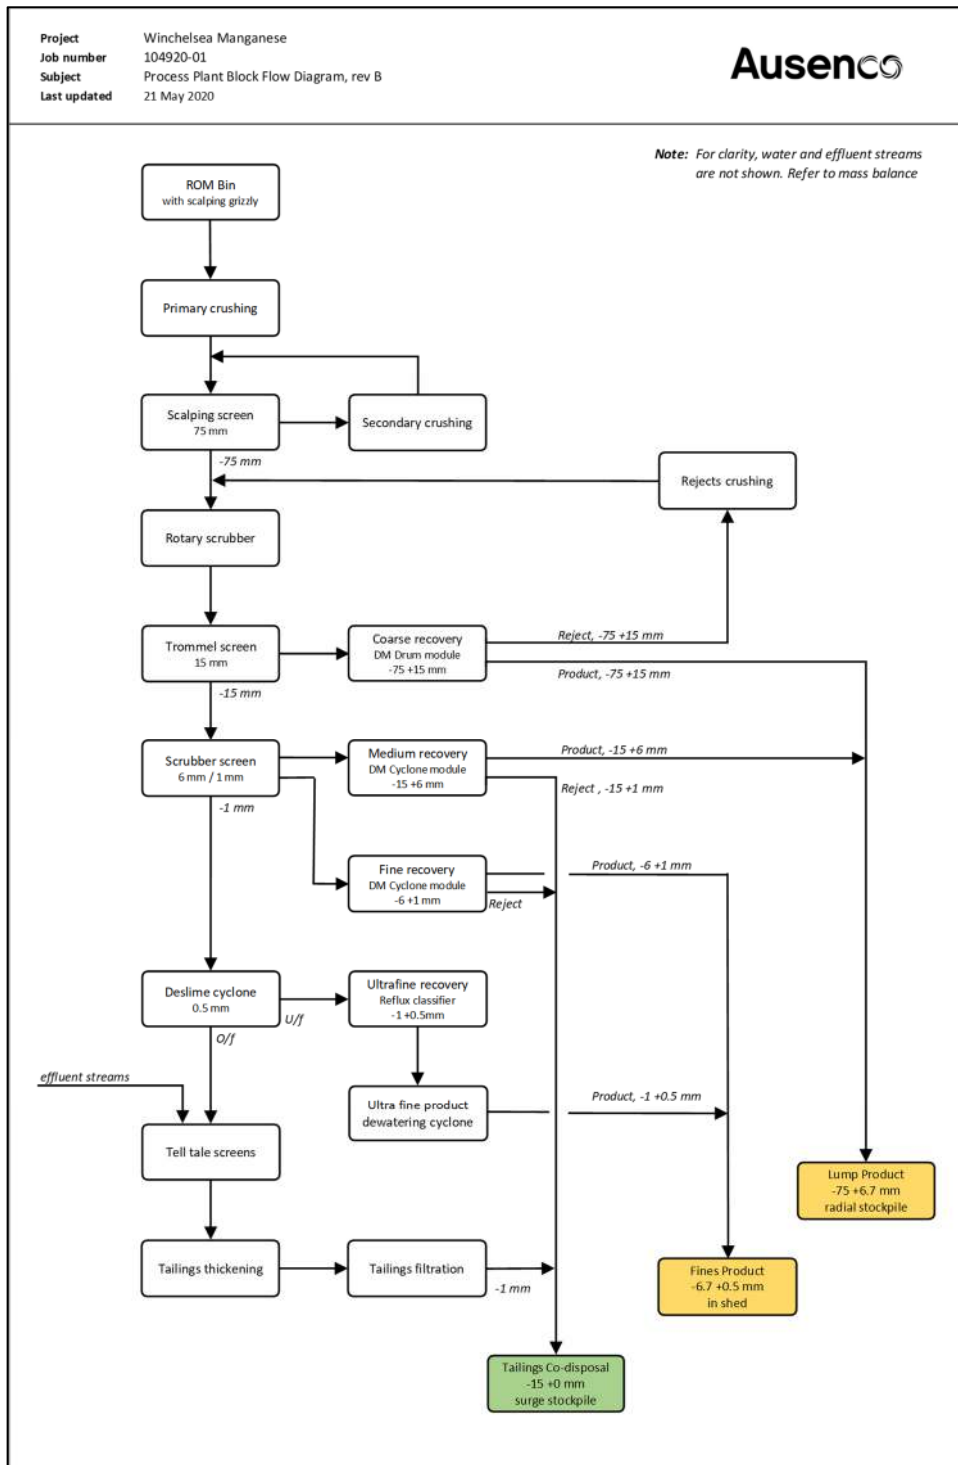 Project Winchelsea Manganese
Job number 104920-01
Subject Process Plant Block Flow Diagram, rev B
Last updated 21 May 2020
Ausenco
Note: For clarity, water and effluent streams
are not shown. Refer to mass balance
ROM Bin
with scalping grizzly
Primary crushing
Scalping screen
75 mm
Secondary crushing
-75 mm
Rejects crushing
Rotary scrubber
Trommel screen
15 mm
Coarse recovery
DM Drum module
-75 +15 mm
Reject, -75 +15 mm
Product, -75 +15 mm
-15 mm
Scrubber screen
6 mm / 1 mm
Medium recovery
DM Cyclone module
-15 +6 mm
Product, -15 +6 mm
Reject , -15 +1 mm
-1 mm
Fine recovery
DM Cyclone module
-6 +1 mm
Product, -6 +1 mm
Reject
Deslime cyclone
0.5 mm
U/f
O/f
Ultrafine recovery
Reflux classifier
-1 +0.5mm
effluent streams
Ultra fine product
dewatering cyclone
Product, -1 +0.5 mm
Tell tale screens
Lump Product
-75 +6.7 mm
radial stockpile
Tailings thickening
Tailings filtration
-1 mm
Fines Product
-6.7 +0.5 mm
in shed
Tailings Co-disposal
-15 +0 mm
surge stockpile